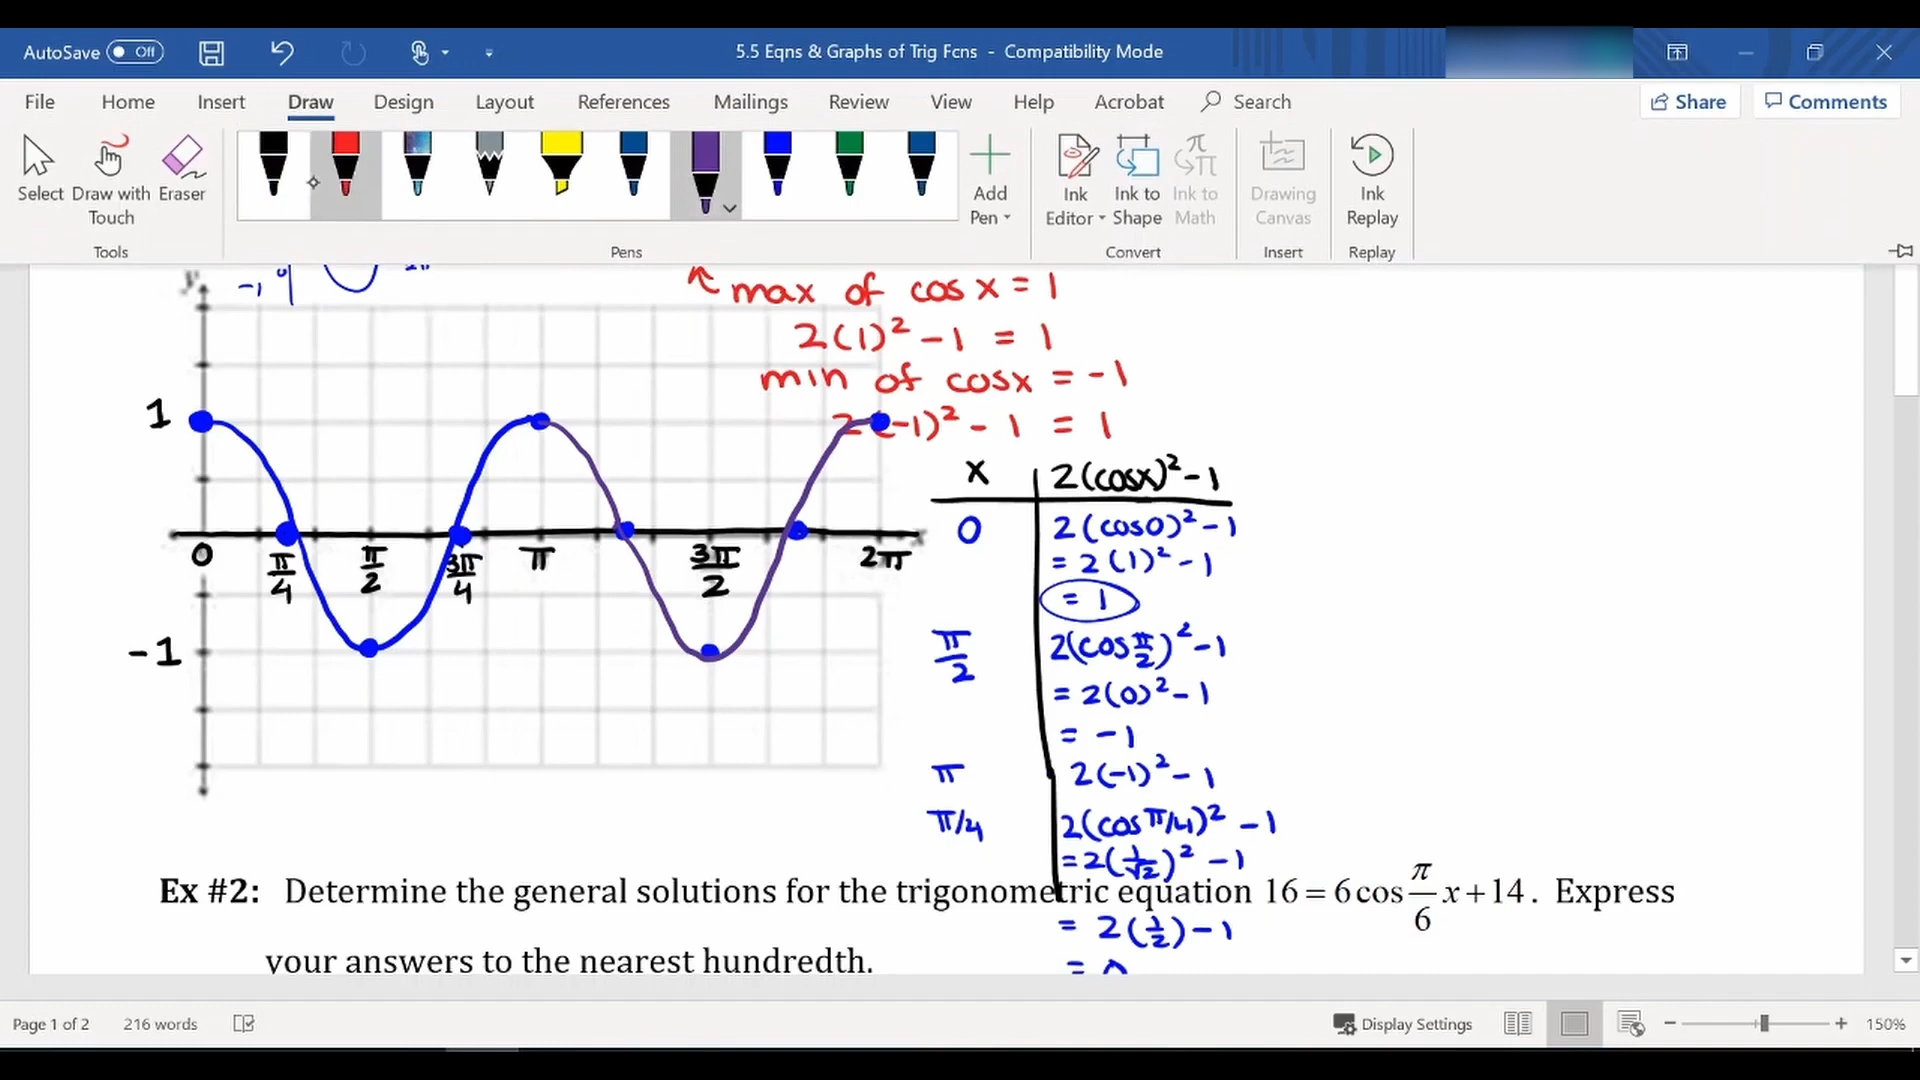 AutoSave Off
5.5 Eqns & Graphs of Trig Fcns - Compatibility Mode
File Home Insert Draw Design Layout References Mailings Review View Help Acrobat Search Share Comments
Select
Draw with Touch
Eraser
Add Pen
Ink Editor
Ink to Shape
Ink to Math
Drawing Canvas
Ink Replay
Tools Pens Convert Insert Replay
y
-1
max of cos x = 1
2(1)² - 1 = 1
min of cosx = -1
2(-1)² - 1 = 1
1
-1
0 π/4 π/2 3π/4 π 3π/2 2π
x
x 2(cosx)² - 1
0 2(cos0)² - 1
= 2(1)² - 1
= 1
π/2 2(cos π/2)² - 1
= 2(0)² - 1
= -1
π 2(-1)² - 1
π/4 2(cos π/4)² - 1
= 2(1/√2)² - 1
Ex #2: Determine the general solutions for the trigonometric equation 16 = 6 cos π/6 x + 14. Express
= 2(1/2) - 1
your answers to the nearest hundredth.
Page 1 of 2 216 words Display Settings 150%